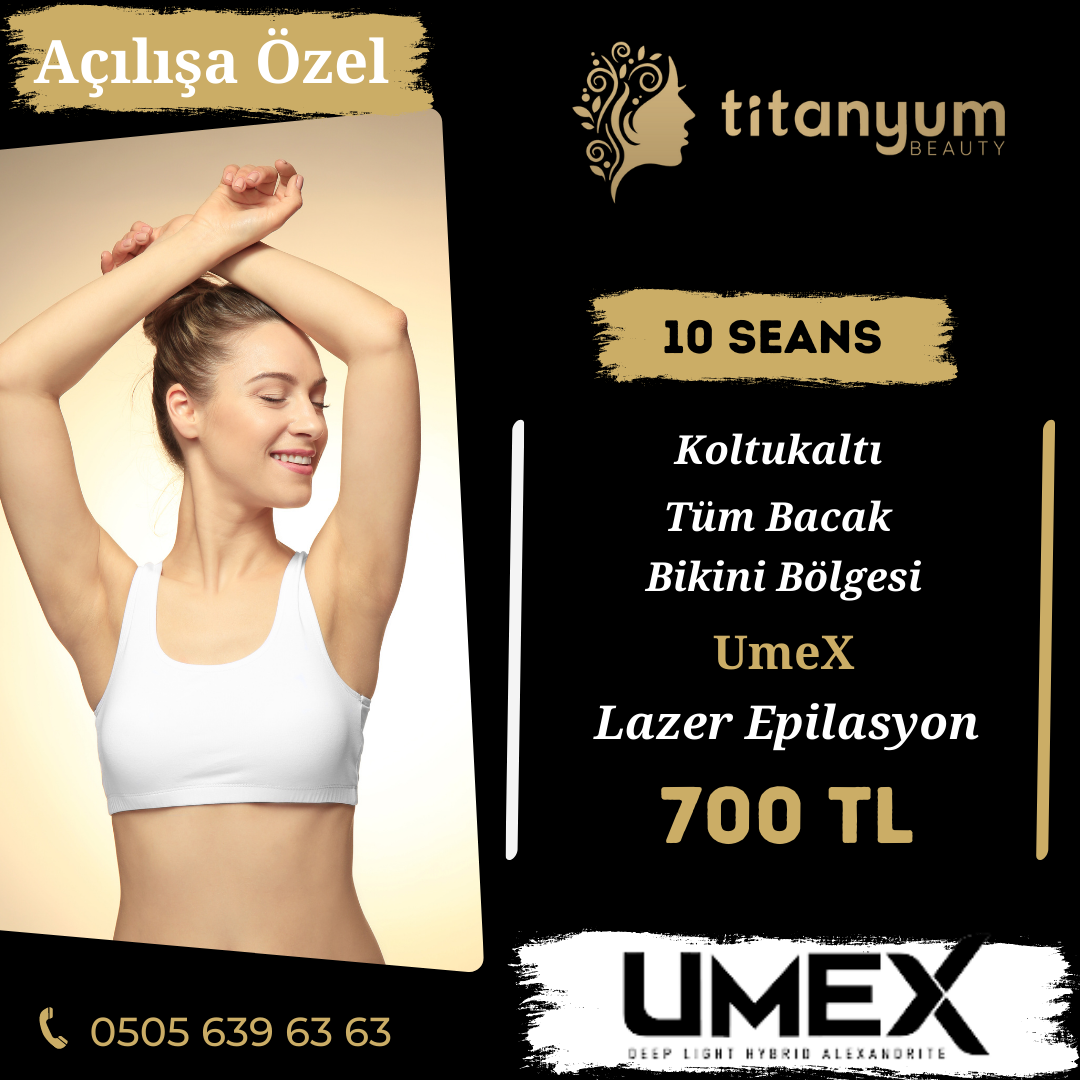 Açılışa Özel
titanyum
BEAUTY
10 SEANS
Koltukaltı
Tüm Bacak
Bikini Bölgesi
UmeX
Lazer Epilasyon
700 TL
UMEX
DEEP LIGHT HYBRID ALEXANDRITE
0505 639 63 63